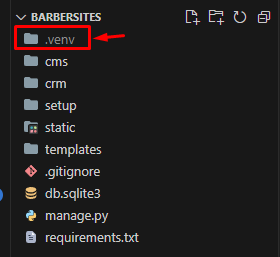 BARBERSITES
.venv
cms
crm
setup
static
templates
.gitignore
db.sqlite3
manage.py
requirements.txt